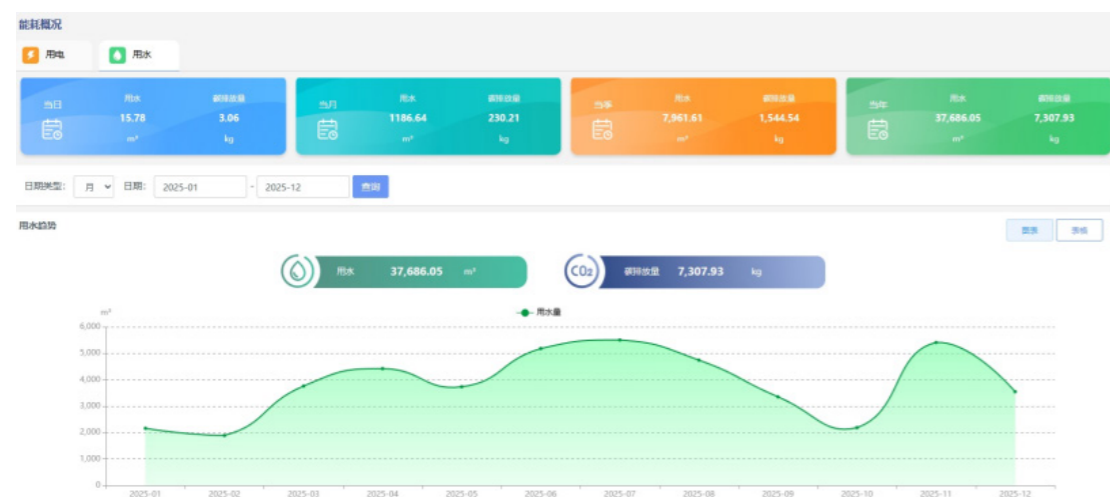 能耗概况
用电 用水
当日 用水 碳排放量 当月 用水 碳排放量 当季 用水 碳排放量 当年 用水 碳排放量
15.78 3.06 1186.64 230.21 7,961.61 1,544.54 37,686.05 7,307.93
m³ kg m³ kg m³ kg m³ kg
日期类型: 月 日期: 2025-01 - 2025-12 查询
用水趋势 图表 表格
用水 37,686.05 m³ CO2 碳排放量 7,307.93 kg
m³ 用水量
6,000
5,000
4,000
3,000
2,000
1,000
0
2025-01 2025-02 2025-03 2025-04 2025-05 2025-06 2025-07 2025-08 2025-09 2025-10 2025-11 2025-12